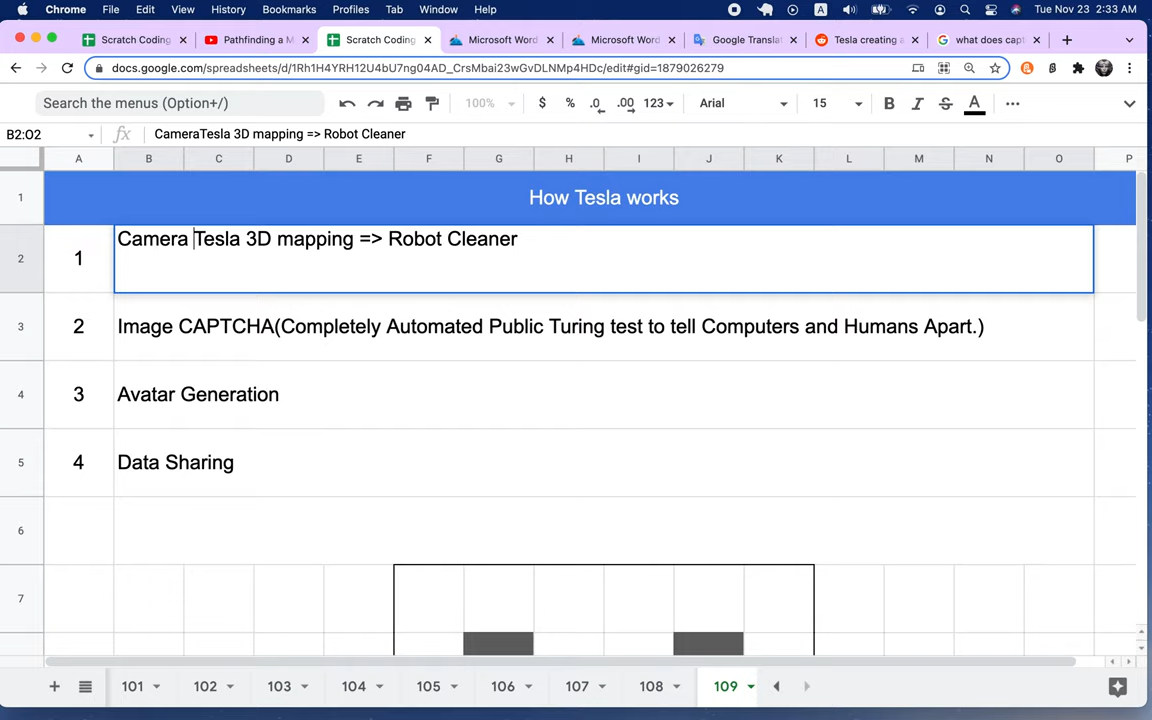 Chrome File Edit View History Bookmarks Profiles Tab Window Help A Tue Nov 23 2:33 AM
Scratch Coding Pathfinding a M Scratch Coding Microsoft Word Microsoft Word Google Transla Tesla creating a what does capt
docs.google.com/spreadsheets/d/1Rh1H4YRH12U4bU7ng04AD_CrsMbai23wGvDLNMp4HDc/edit#gid=1879026279
Search the menus (Option+/) 100% $ % .0 .00 123 Arial 15 B I S A
B2:O2 fx CameraTesla 3D mapping => Robot Cleaner
A B C D E F G H I J K L M N O P
1 How Tesla works
2 1 Camera Tesla 3D mapping => Robot Cleaner
3 2 Image CAPTCHA(Completely Automated Public Turing test to tell Computers and Humans Apart.)
4 3 Avatar Generation
5 4 Data Sharing
6
7
101 102 103 104 105 106 107 108 109